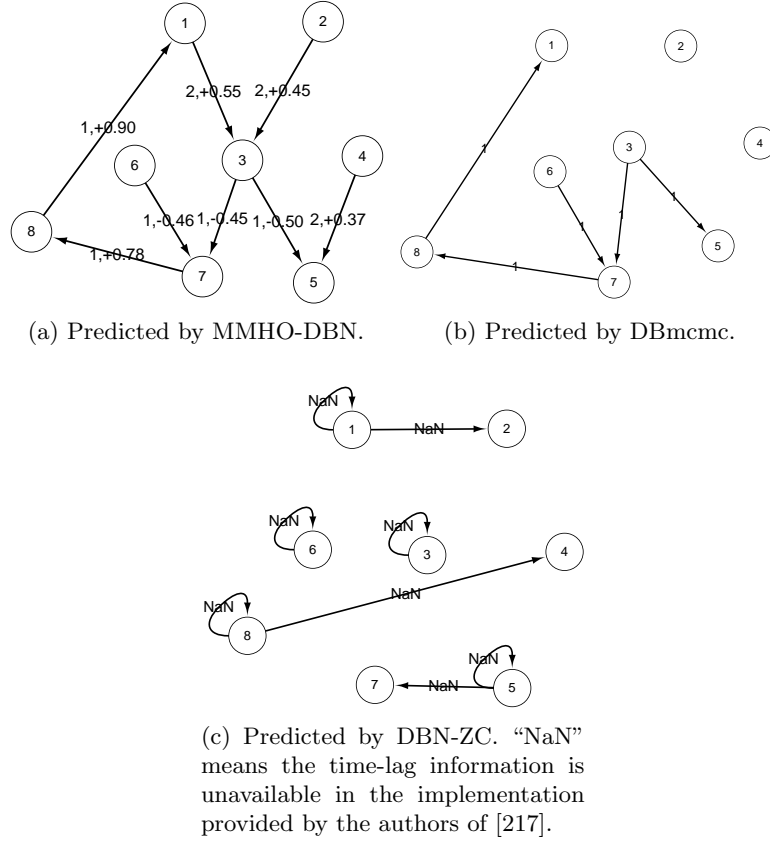 1
2
2,+0.55
2,+0.45
1,+0.90
6
3
4
1,-0.46
1,-0.45
1,-0.50
2,+0.37
8
1,+0.78
7
5
(a) Predicted by MMHO-DBN.
1
2
4
3
1
6
1
1
1
5
8
1
7
(b) Predicted by DBmcmc.
NaN
1
NaN
2
NaN
6
NaN
3
4
NaN
NaN
8
NaN
7
NaN
5
(c) Predicted by DBN-ZC. “NaN”
means the time-lag information is
unavailable in the implementation
provided by the authors of [217].